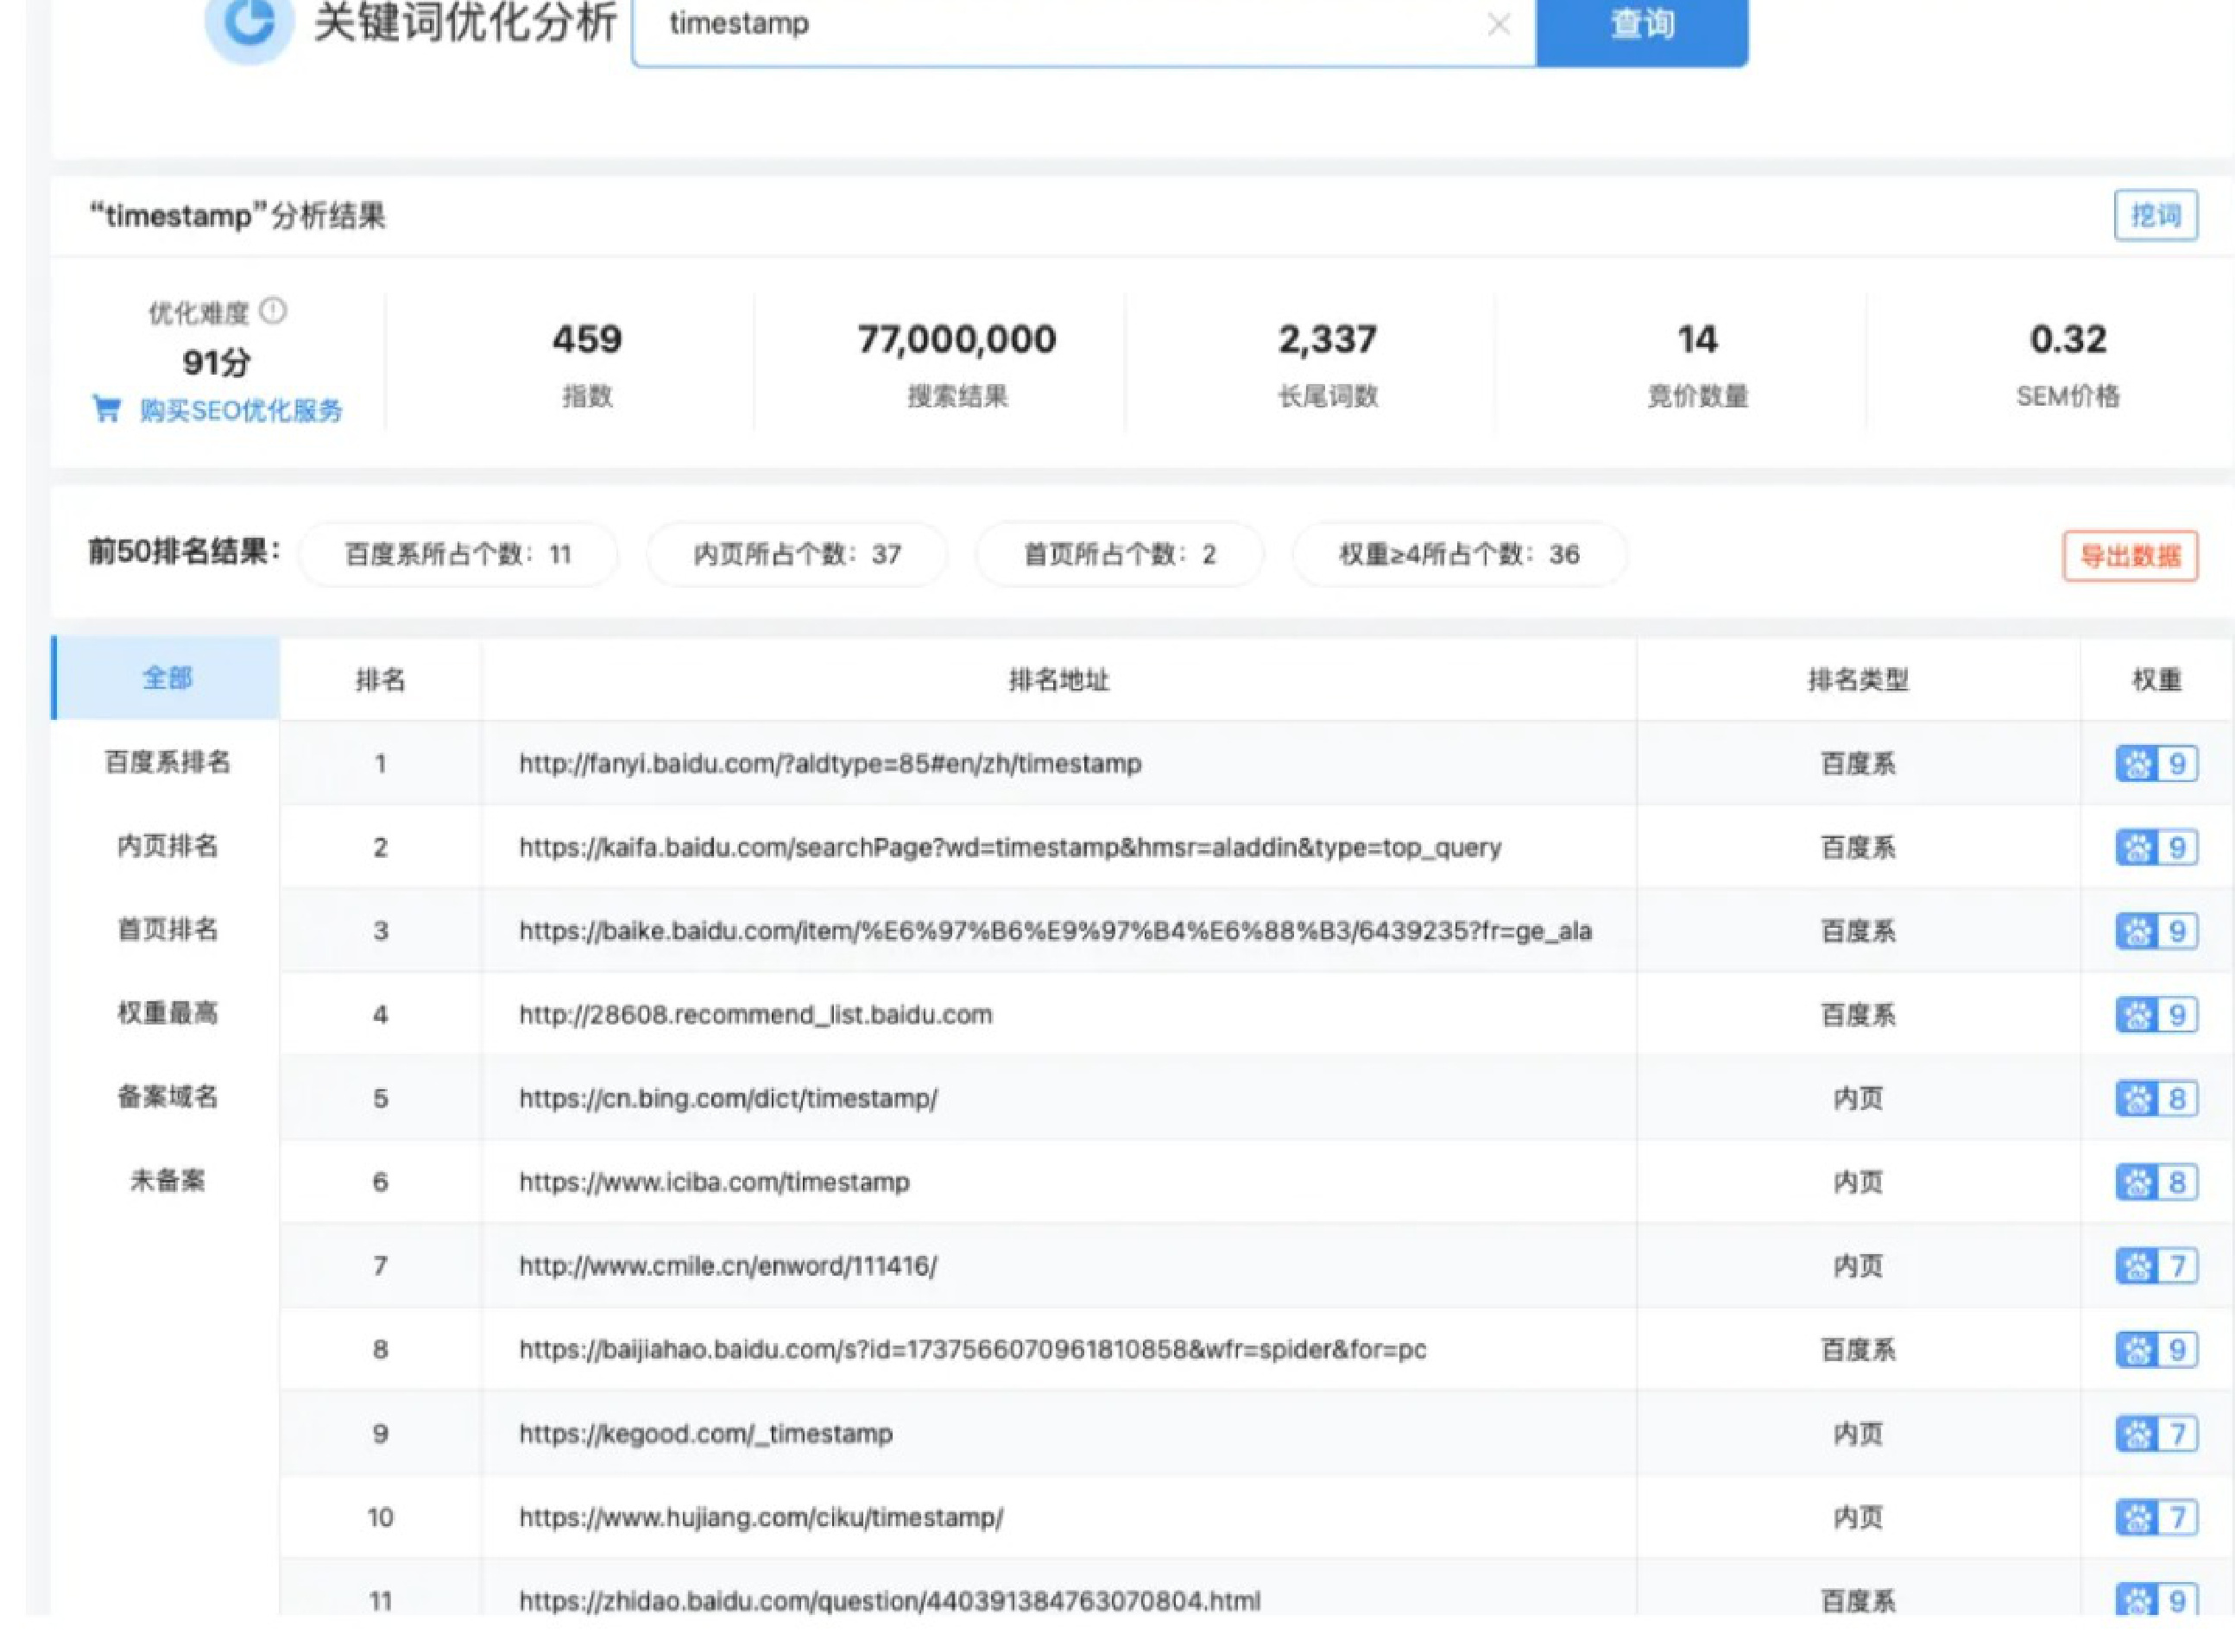 关键词优化分析 timestamp 查询
“timestamp”分析结果 挖词
优化难度
91分
购买SEO优化服务
459 77,000,000 2,337 14 0.32
指数 搜索结果 长尾词数 竞价数量 SEM价格
前50排名结果： 百度系所占个数：11 内页所占个数：37 首页所占个数：2 权重≥4所占个数：36 导出数据
全部 排名 排名地址 排名类型 权重
百度系排名 1 http://fanyi.baidu.com/?aldtype=85#en/zh/timestamp 百度系 9
内页排名 2 https://kaifa.baidu.com/searchPage?wd=timestamp&hmsr=aladdin&type=top_query 百度系 9
首页排名 3 https://baike.baidu.com/item/%E6%97%B6%E9%97%B4%E6%88%B3/6439235?fr=ge_ala 百度系 9
权重最高 4 http://28608.recommend_list.baidu.com 百度系 9
备案域名 5 https://cn.bing.com/dict/timestamp/ 内页 8
未备案 6 https://www.iciba.com/timestamp 内页 8
7 http://www.cmile.cn/enword/111416/ 内页 7
8 https://baijiahao.baidu.com/s?id=1737566070961810858&wfr=spider&for=pc 百度系 9
9 https://kegood.com/_timestamp 内页 7
10 https://www.hujiang.com/ciku/timestamp/ 内页 7
11 https://zhidao.baidu.com/question/440391384763070804.html 百度系 9